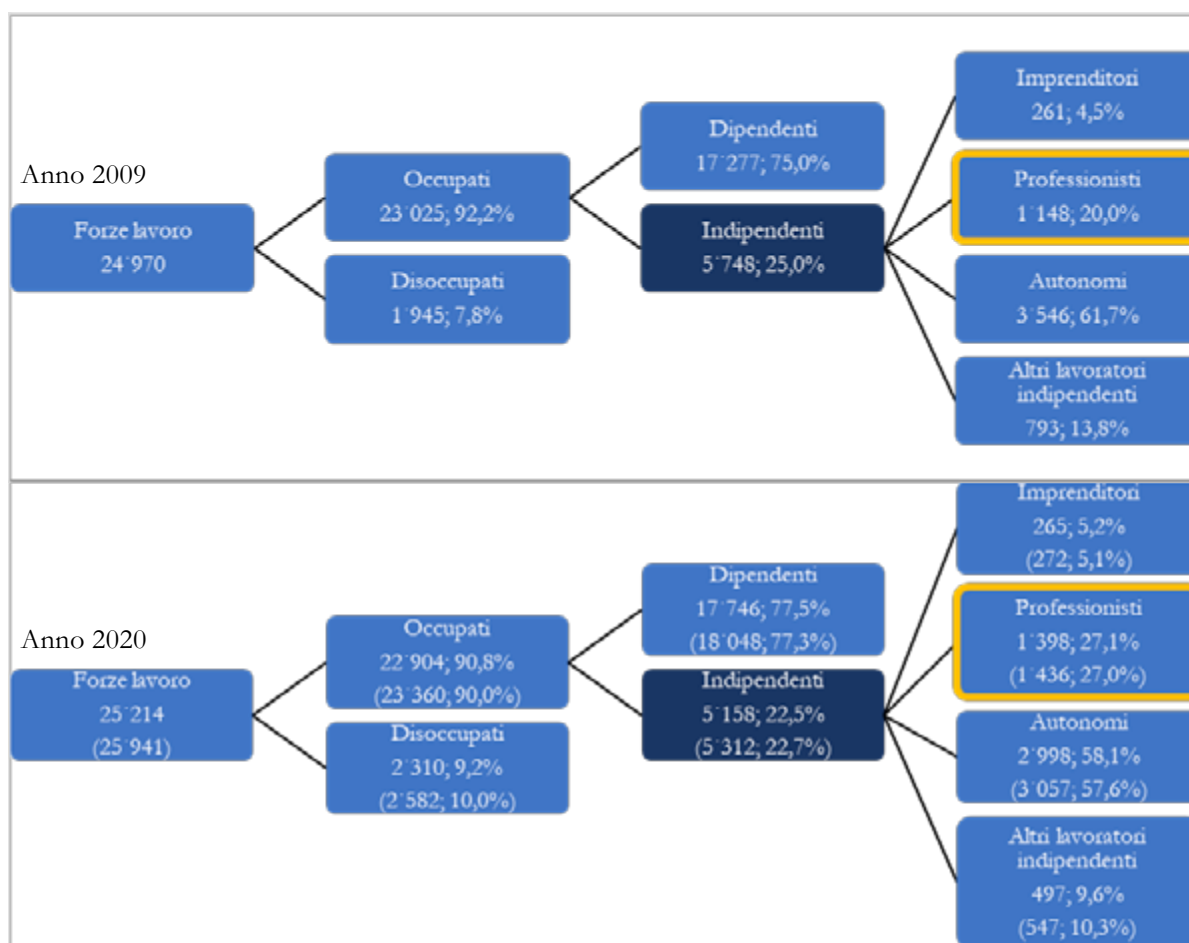 Anno 2009
Forze lavoro
24˙970
Occupati
23˙025; 92,2%
Disoccupati
1˙945; 7,8%
Dipendenti
17˙277; 75,0%
Indipendenti
5˙748; 25,0%
Imprenditori
261; 4,5%
Professionisti
1˙148; 20,0%
Autonomi
3˙546; 61,7%
Altri lavoratori
indipendenti
793; 13,8%
Anno 2020
Forze lavoro
25˙214
(25˙941)
Occupati
22˙904; 90,8%
(23˙360; 90,0%)
Disoccupati
2˙310; 9,2%
(2˙582; 10,0%)
Dipendenti
17˙746; 77,5%
(18˙048; 77,3%)
Indipendenti
5˙158; 22,5%
(5˙312; 22,7%)
Imprenditori
265; 5,2%
(272; 5,1%)
Professionisti
1˙398; 27,1%
(1˙436; 27,0%)
Autonomi
2˙998; 58,1%
(3˙057; 57,6%)
Altri lavoratori
indipendenti
497; 9,6%
(547; 10,3%)